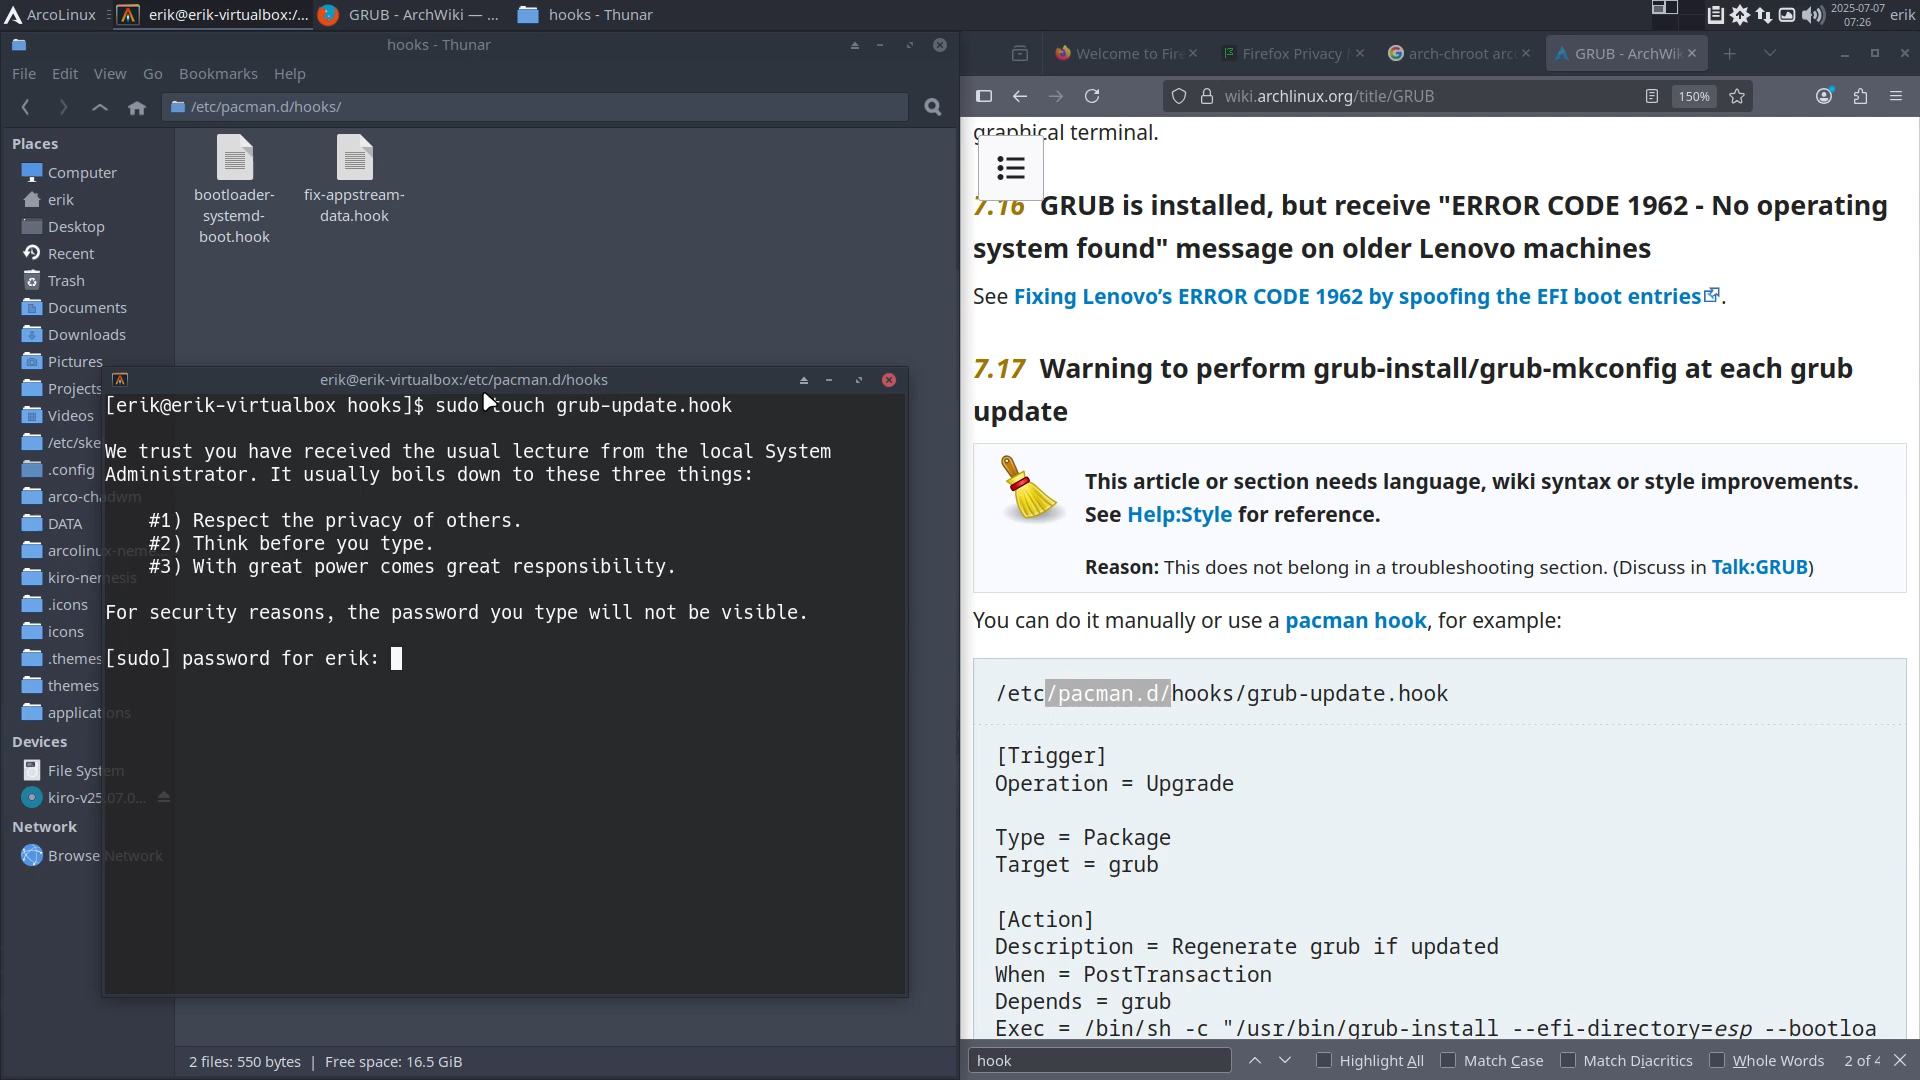 ArcoLinux
erik@erik-virtualbox:/...
GRUB - ArchWiki — ...
hooks - Thunar
2025-07-07
07:26
erik
hooks - Thunar
File Edit View Go Bookmarks Help
/etc/pacman.d/hooks/
Places
Computer
erik
Desktop
Recent
Trash
Documents
Downloads
Pictures
Projects
Videos
/etc/ske
.config
arco-chadwm
DATA
arcolinux-neme
kiro-nemesis
.icons
icons
.themes
themes
applications
Devices
File System
kiro-v25.07.0...
Network
Browse Network
bootloader-
systemd-
boot.hook
fix-appstream-
data.hook
erik@erik-virtualbox:/etc/pacman.d/hooks
[erik@erik-virtualbox hooks]$ sudo touch grub-update.hook
We trust you have received the usual lecture from the local System
Administrator. It usually boils down to these three things:
#1) Respect the privacy of others.
#2) Think before you type.
#3) With great power comes great responsibility.
For security reasons, the password you type will not be visible.
[sudo] password for erik:
2 files: 550 bytes | Free space: 16.5 GiB
Welcome to Fire
Firefox Privacy
arch-chroot arc
GRUB - ArchWik
wiki.archlinux.org/title/GRUB
150%
graphical terminal.
7.16 GRUB is installed, but receive "ERROR CODE 1962 - No operating
system found" message on older Lenovo machines
See Fixing Lenovo's ERROR CODE 1962 by spoofing the EFI boot entries.
7.17 Warning to perform grub-install/grub-mkconfig at each grub
update
This article or section needs language, wiki syntax or style improvements.
See Help:Style for reference.
Reason: This does not belong in a troubleshooting section. (Discuss in Talk:GRUB)
You can do it manually or use a pacman hook, for example:
/etc/pacman.d/hooks/grub-update.hook
[Trigger]
Operation = Upgrade
Type = Package
Target = grub
[Action]
Description = Regenerate grub if updated
When = PostTransaction
Depends = grub
Exec = /bin/sh -c "/usr/bin/grub-install --efi-directory=esp --bootloa
hook
Highlight All
Match Case
Match Diacritics
Whole Words
2 of 4